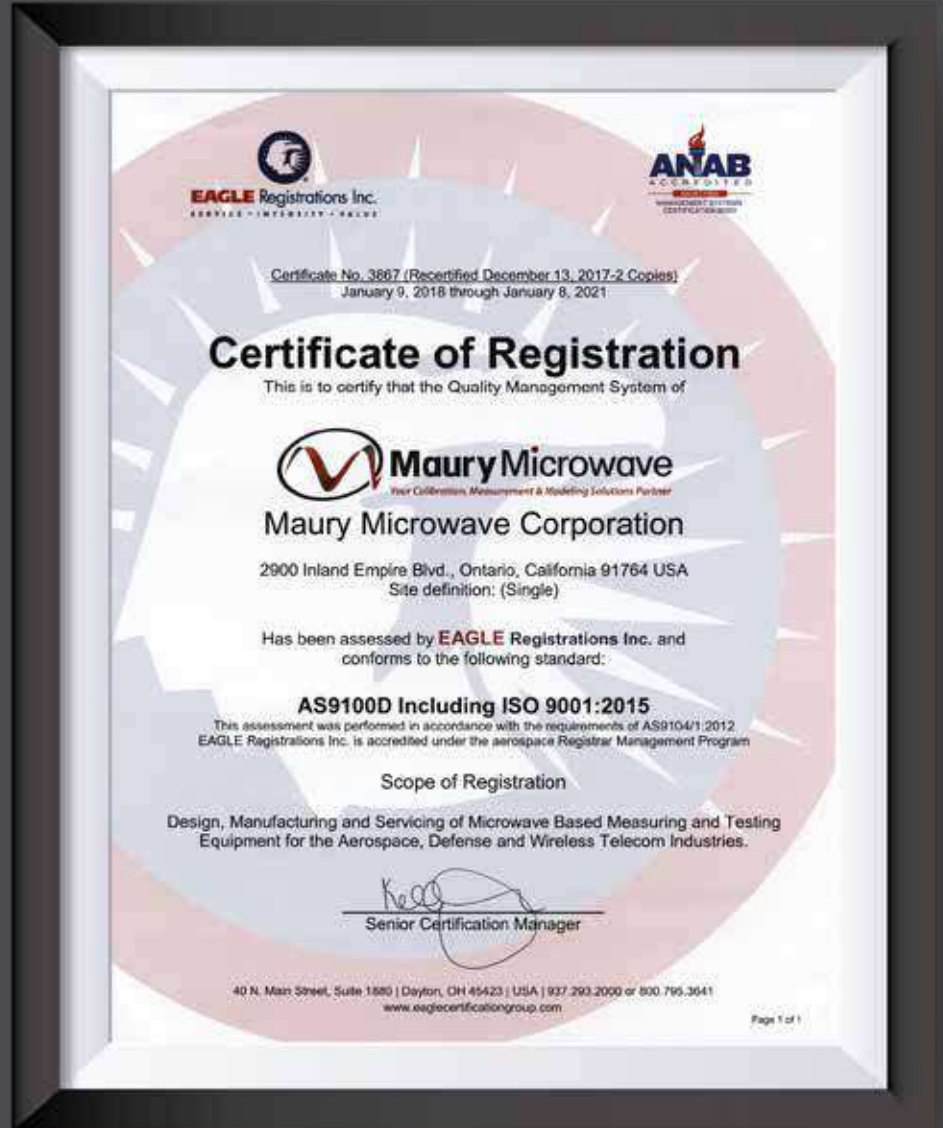 EAGLE Registrations Inc.
SERVICE • INTEGRITY • VALUE
ANAB
ACCREDITED
MANAGEMENT SYSTEMS
CERTIFICATION BODY
Certificate No. 3867 (Recertified December 13, 2017-2 Copies)
January 9, 2018 through January 8, 2021
Certificate of Registration
This is to certify that the Quality Management System of
Maury Microwave
Your Calibration, Measurement & Modeling Solutions Partner
Maury Microwave Corporation
2900 Inland Empire Blvd., Ontario, California 91764 USA
Site definition: (Single)
Has been assessed by EAGLE Registrations Inc. and
conforms to the following standard:
AS9100D Including ISO 9001:2015
This assessment was performed in accordance with the requirements of AS9104/1:2012
EAGLE Registrations Inc. is accredited under the aerospace Registrar Management Program
Scope of Registration
Design, Manufacturing and Servicing of Microwave Based Measuring and Testing
Equipment for the Aerospace, Defense and Wireless Telecom Industries.
Senior Certification Manager
40 N. Main Street, Suite 1880 | Dayton, OH 45423 | USA | 937.293.2000 or 800.795.3641
www.eaglecertificationgroup.com
Page 1 of 1